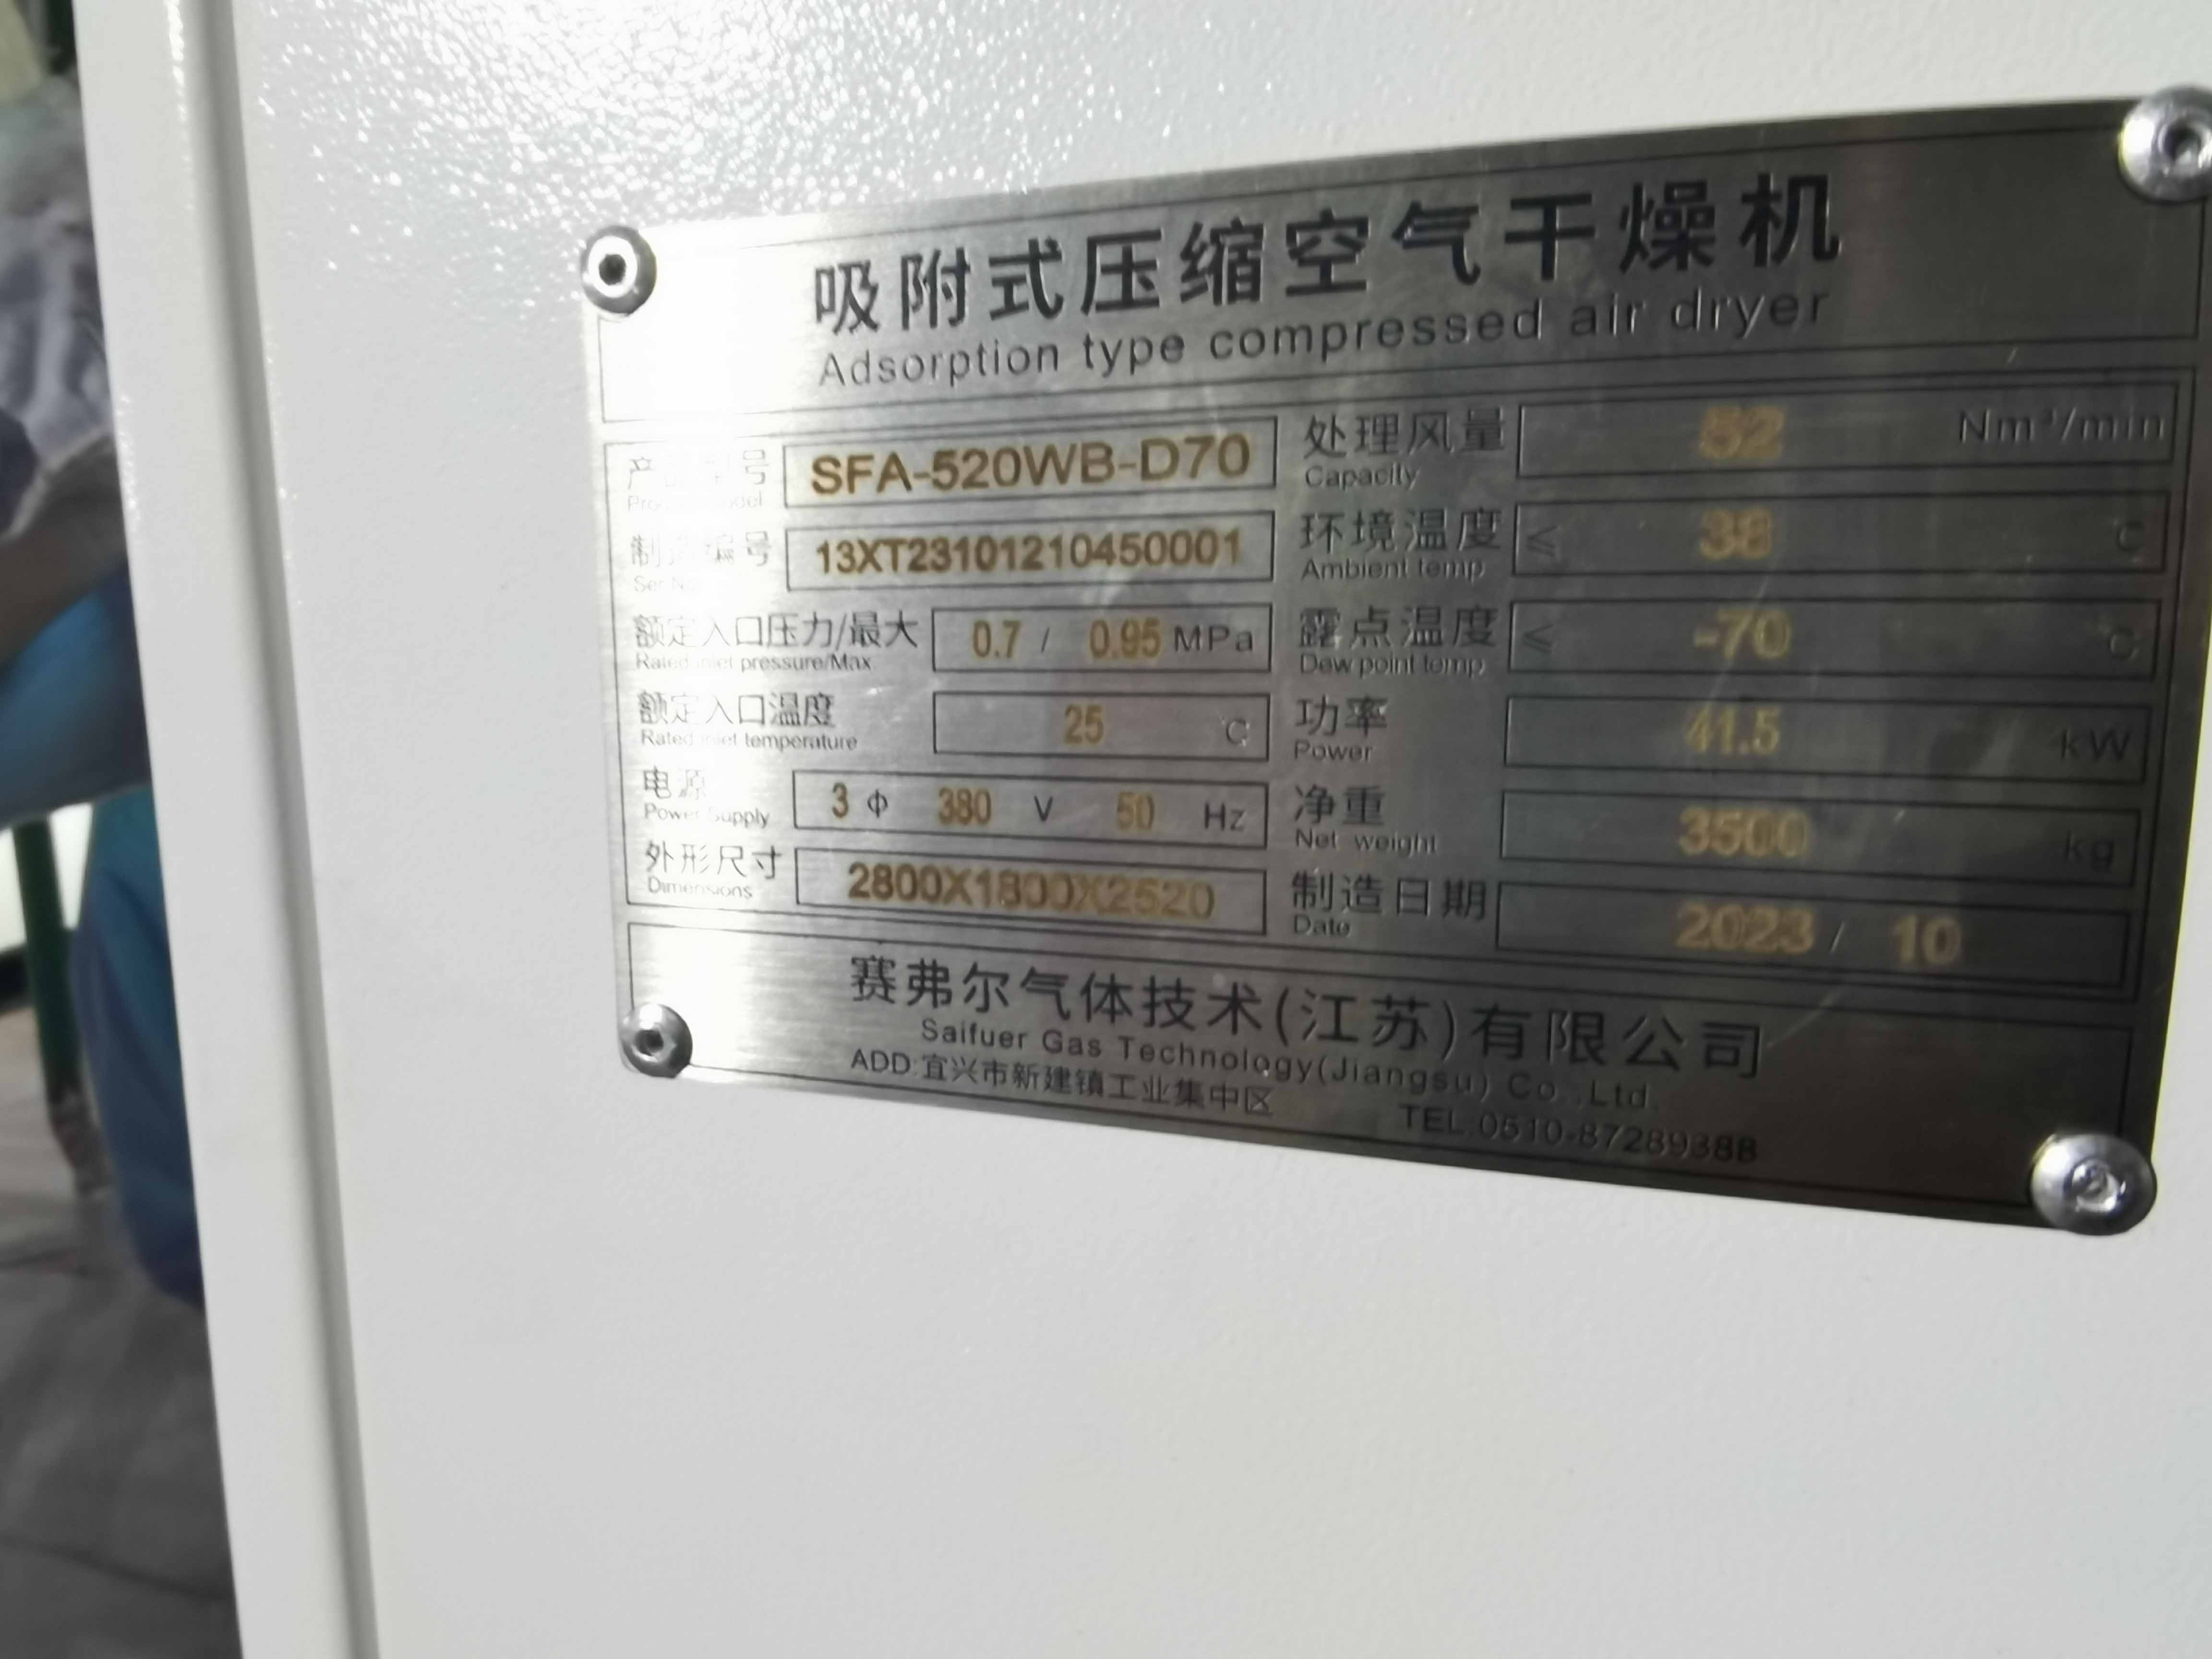 吸附式压缩空气干燥机
Adsorption type compressed air dryer
产品型号 SFA-520WB-D70
Product model
制造编号 13XT23101210450001
Ser No
额定入口压力/最大 0.7 / 0.95 MPa
Rated inlet pressure/Max.
额定入口温度 25 C
Rated inlet temperature
电源 3 Φ 380 V 50 Hz
Power Supply
外形尺寸 2800X1800X2520
Dimensions
处理风量 52 Nm³/min
Capacity
环境温度 ≤ 38 C
Ambient temp
露点温度 ≤ -70 C
Dew point temp
功率 41.5 kW
Power
净重 3500 kg
Net weight
制造日期 2023 / 10
Date
赛弗尔气体技术(江苏)有限公司
Saifuer Gas Technology(Jiangsu) Co.,Ltd.
ADD:宜兴市新建镇工业集中区 TEL:0510-87289388